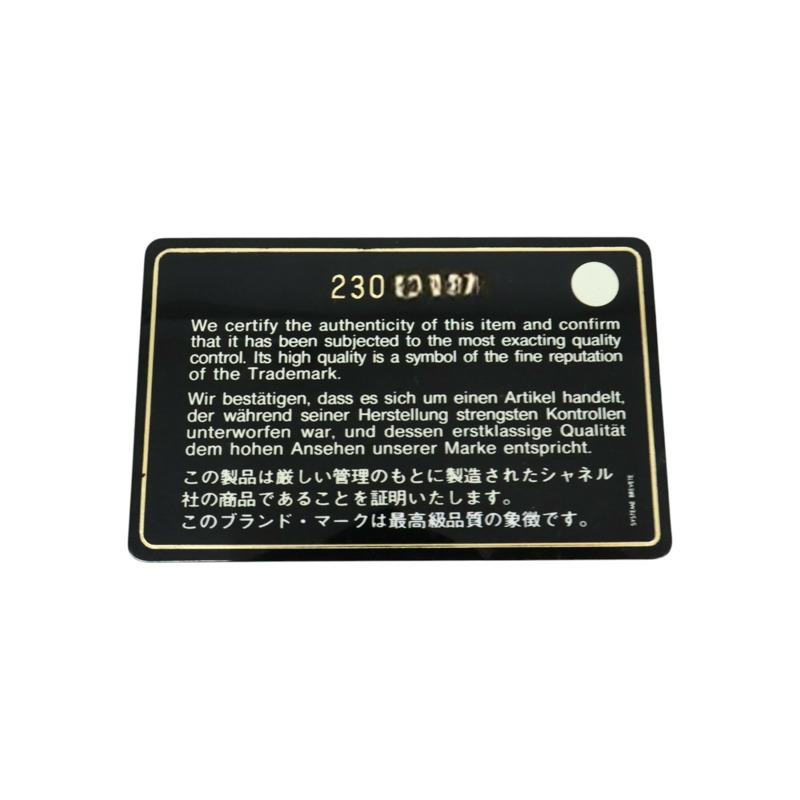 230
We certify the authenticity of this item and confirm
that it has been subjected to the most exacting quality
control. Its high quality is a symbol of the fine reputation
of the Trademark.
Wir bestätigen, dass es sich um einen Artikel handelt,
der während seiner Herstellung strengsten Kontrollen
unterworfen war, und dessen erstklassige Qualität
dem hohen Ansehen unserer Marke entspricht.
この製品は厳しい管理のもとに製造されたシャネル
社の商品であることを証明いたします。
このブランド・マークは最高級品質の象徴です。
SYSTEME BREVETE